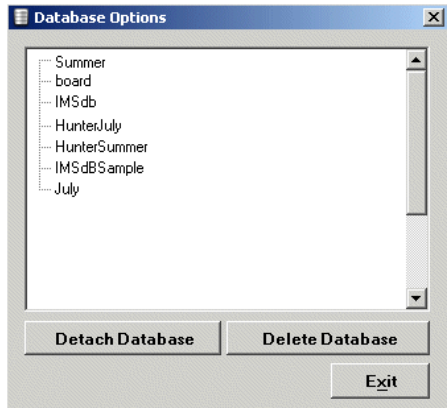 Database Options
Summer
board
IMSdb
HunterJuly
HunterSummer
IMSdBSample
July
Detach Database
Delete Database
Exit